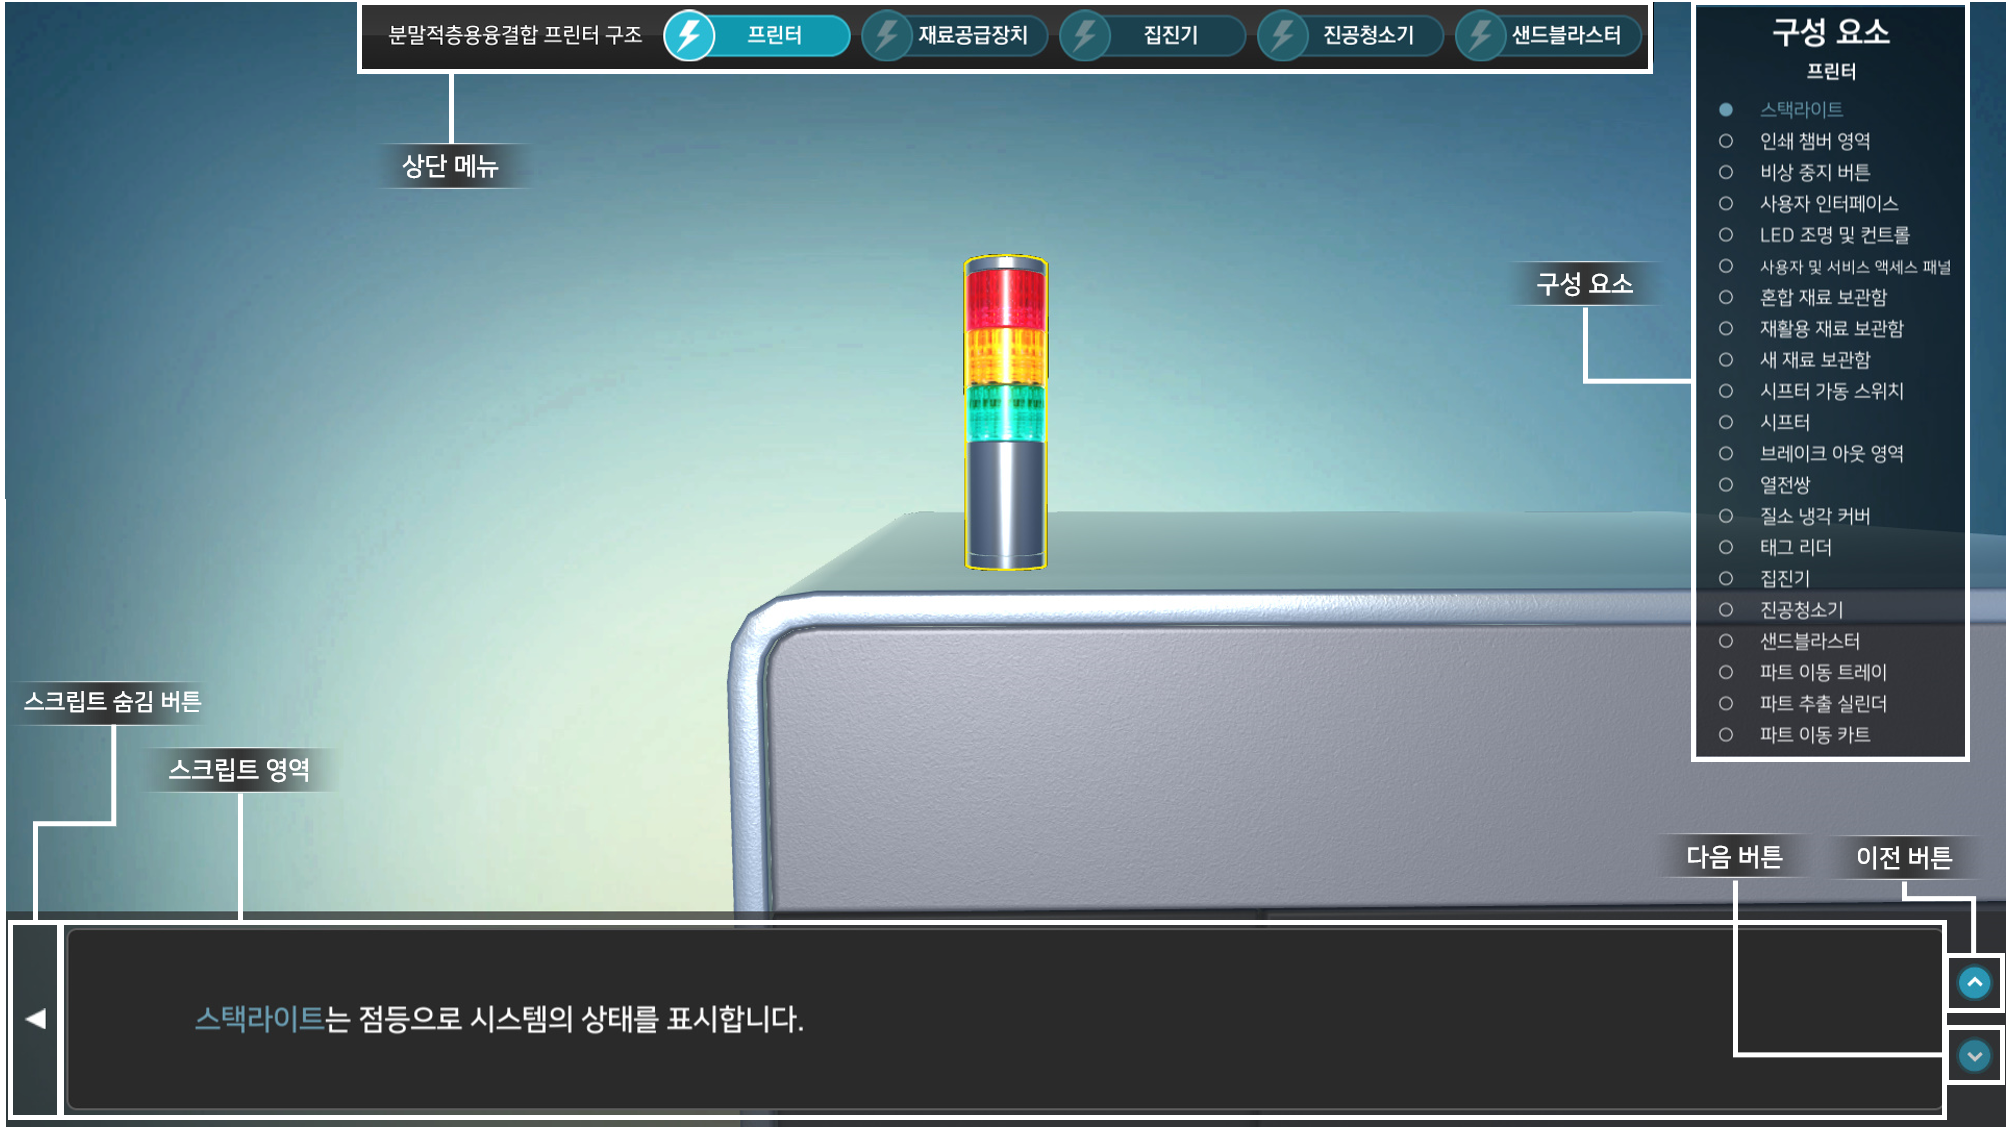 분말적층용융결합 프린터 구조 프린터 재료공급장치 집진기 진공청소기 샌드블라스터
상단 메뉴
구성 요소
프린터
스택라이트
인쇄 챔버 영역
비상 중지 버튼
사용자 인터페이스
LED 조명 및 컨트롤
사용자 및 서비스 액세스 패널
혼합 재료 보관함
재활용 재료 보관함
새 재료 보관함
시프터 가동 스위치
시프터
브레이크 아웃 영역
열전쌍
질소 냉각 커버
태그 리더
집진기
진공청소기
샌드블라스터
파트 이동 트레이
파트 추출 실린더
파트 이동 카트
구성 요소
스크립트 숨김 버튼
스크립트 영역
다음 버튼
이전 버튼
스택라이트는 점등으로 시스템의 상태를 표시합니다.